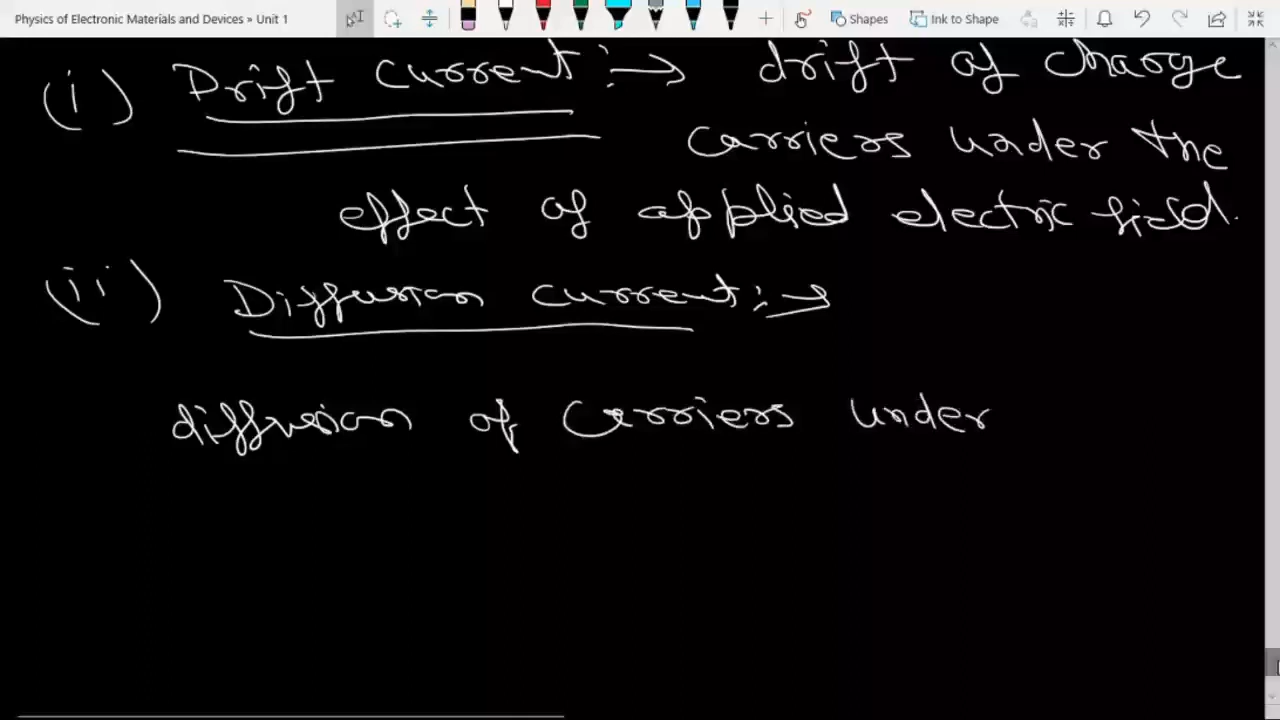 Physics of Electronic Materials and Devices » Unit 1
Shapes
Ink to Shape
(i) Drift Current :→ drift of charge
carriers under the
effect of applied electric field.
(ii) Diffusion Current :→
diffusion of Carriers under